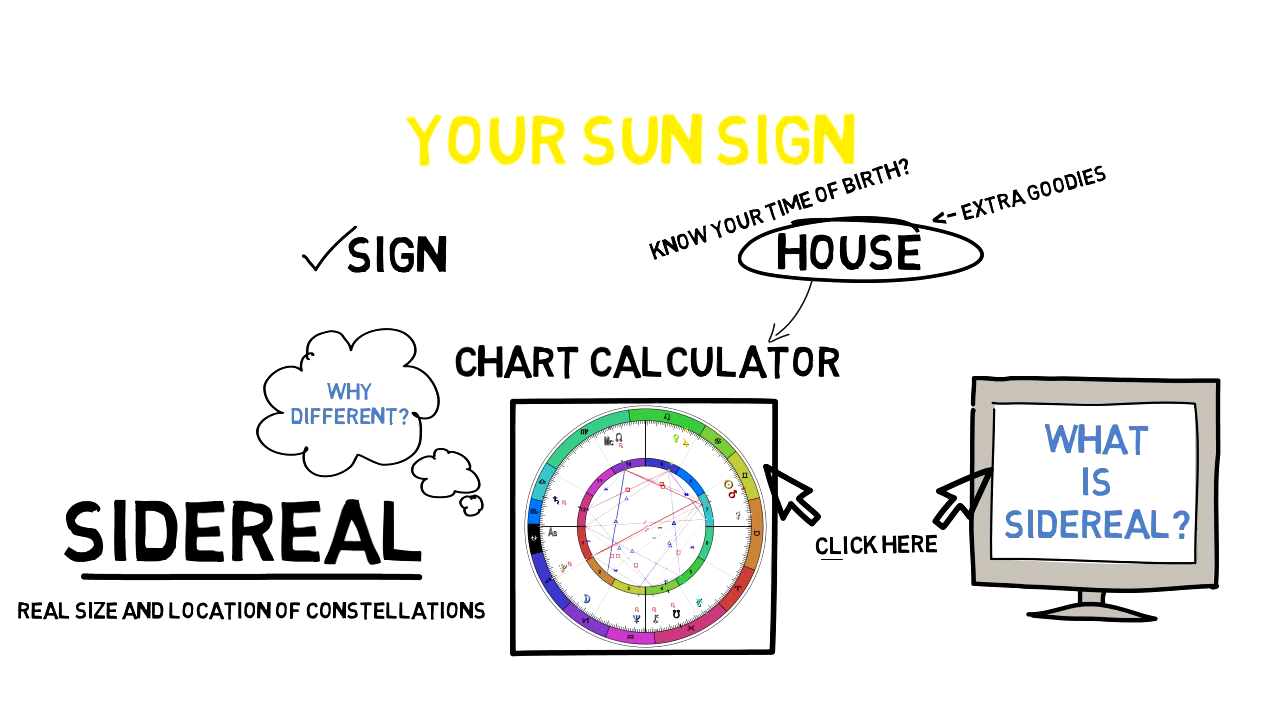 YOUR SUN SIGN
KNOW YOUR TIME OF BIRTH?
<- EXTRA GOODIES
SIGN
HOUSE
CHART CALCULATOR
WHY
DIFFERENT?
WHAT
IS
SIDEREAL?
SIDEREAL
CLICK HERE
REAL SIZE AND LOCATION OF CONSTELLATIONS